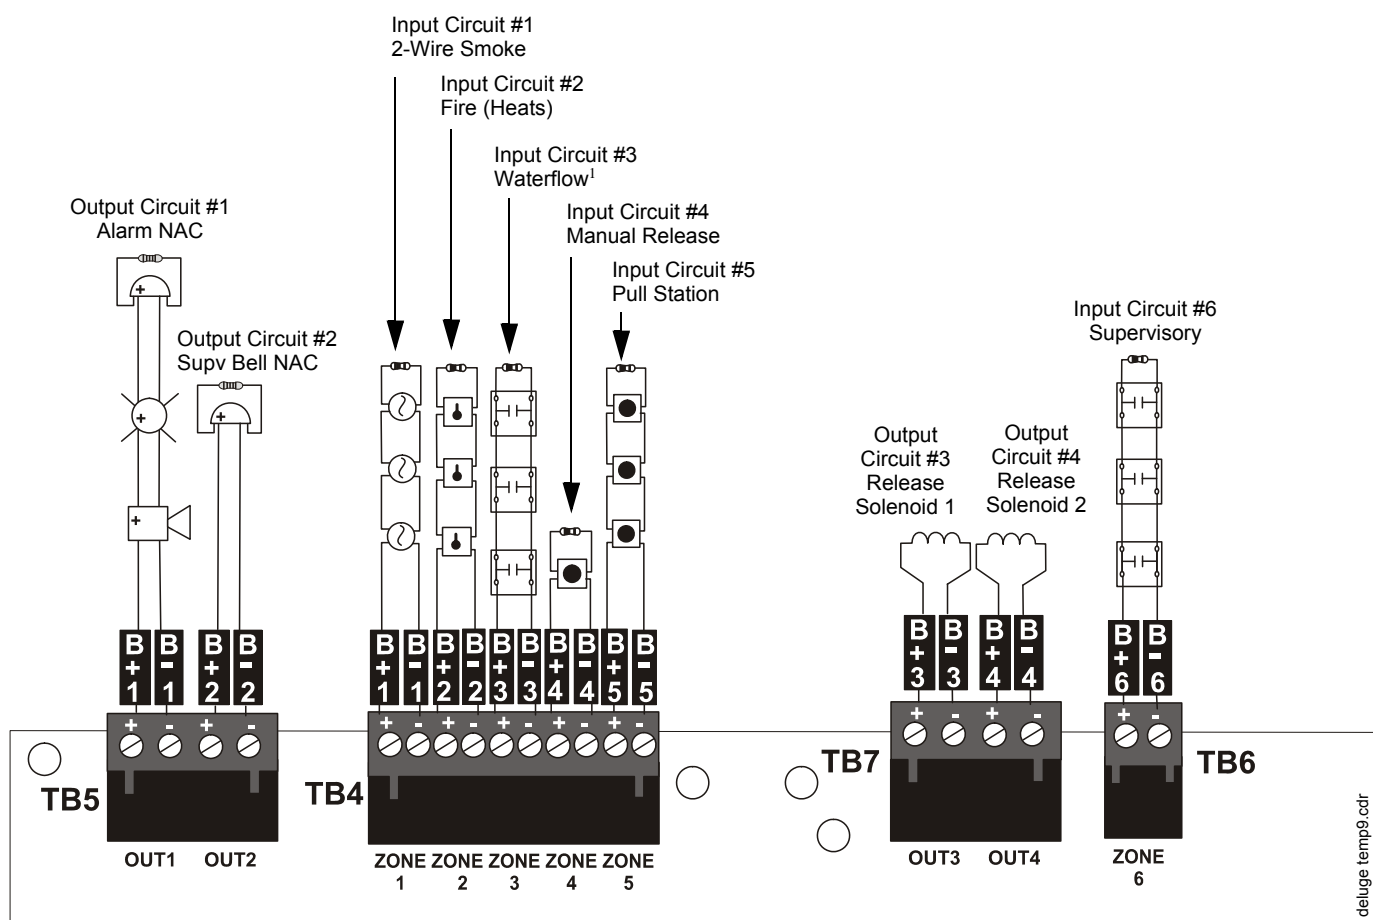 Input Circuit #1
2-Wire Smoke
Input Circuit #2
Fire (Heats)
Input Circuit #3
Waterflow1
Input Circuit #4
Manual Release
Input Circuit #5
Pull Station
Output Circuit #1
Alarm NAC
Output Circuit #2
Supv Bell NAC
Input Circuit #6
Supervisory
Output
Circuit #3
Release
Solenoid 1
Output
Circuit #4
Release
Solenoid 2
+
+
+
+
B+1
B-1
B+2
B-2
B+1
B-1
B+2
B-2
B+3
B-3
B+4
B-4
B+5
B-5
B+3
B-3
B+4
B-4
B+6
B-6
+ - + -
+ - + - + - + - + -
+ - + -
+ -
TB5
TB4
TB7
TB6
OUT1 OUT2
ZONE ZONE ZONE ZONE ZONE
1 2 3 4 5
OUT3 OUT4
ZONE
6
deluge temp9.cdr